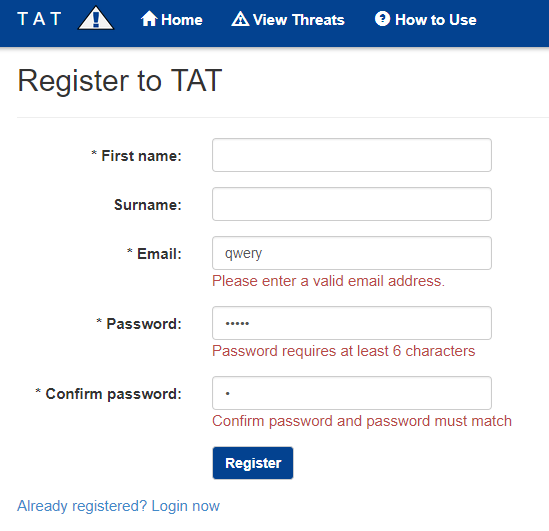 TAT ! Home View Threats How to Use
Register to TAT
* First name:
Surname:
* Email: qwery
Please enter a valid email address.
* Password: •••••
Password requires at least 6 characters
* Confirm password: •
Confirm password and password must match
Register
Already registered? Login now